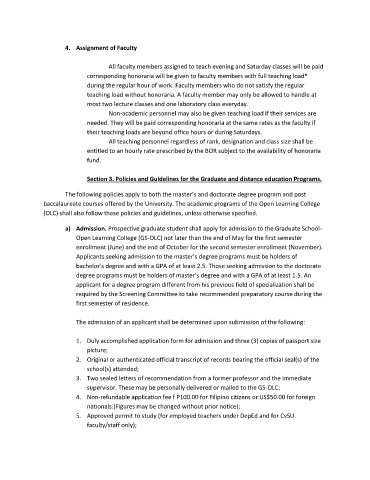 4. Assignment of Faculty
All faculty members assigned to teach evening and Saturday classes will be paid
corresponding honoraria will be given to faculty members with full teaching load*
during the regular hour of work. Faculty members who do not satisfy the regular
teaching load without honoraria. A faculty member may only be allowed to handle at
most two lecture classes and one laboratory class everyday.
Non-academic personnel may also be given teaching load if their services are
needed. They will be paid corresponding honoraria at the same rates as the faculty if
their teaching loads are beyond office hours or during Saturdays.
All teaching personnel regardless of rank, designation and class size shall be
entitled to an hourly rate prescribed by the BOR subject to the availability of honoraria
fund.
Section 3. Policies and Guidelines for the Graduate and distance education Programs.
The following policies apply to both the master's and doctorate degree program and post
baccalaureate courses offered by the University. The academic programs of the Open Learning College
(OLC) shall also follow these policies and guidelines, unless otherwise specified.
a) Admission. Prospective graduate student shall apply for admission to the Graduate School-
Open Learning College (GS-OLC) not later than the end of May for the first semester
enrollment (June) and the end of October for the second semester enrollment (November).
Applicants seeking admission to the master's degree programs must be holders of
bachelor's degree and with a GPA of at least 2.5. Those seeking admission to the doctorate
degree programs must be holders of master's degree and with a GPA of at least 1.5. An
applicant for a degree program different from his previous field of specialization shall be
required by the Screening Committee to take recommended preparatory course during the
first semester of residence.
The admission of an applicant shall be determined upon submission of the following:
1. Duly accomplished application form for admission and three (3) copies of passport size
picture;
2. Original or authenticated official transcript of records bearing the official seal(s) of the
school(s) attended;
3. Two sealed letters of recommendation from a former professor and the immediate
supervisor. These may be personally delivered or mailed to the GS-OLC;
4. Non-refundable application fee f P100.00 for Filipino citizens or US$50.00 for foreign
nationals.(Figures may be changed without prior notice);
5. Approved permit to study (for employed teachers under DepEd and for CvSU
faculty/staff only);